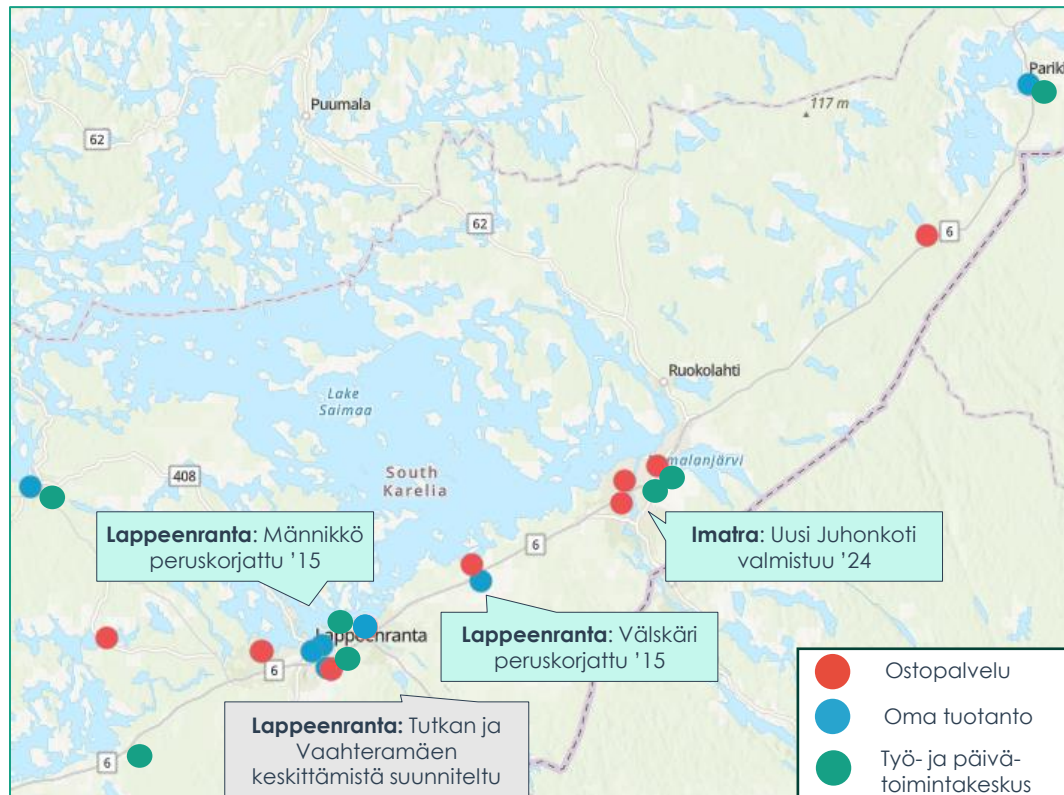 Puumala
117 m
Pariki
62
6
62
Ruokolahti
Lake
Saimaa
408
South
Karelia
malanjärvi
Lappeenranta: Männikkö
peruskorjattu ’15
6
Imatra: Uusi Juhonkoti
valmistuu ’24
Lappeenranta
Lappeenranta: Välskäri
peruskorjattu ’15
6
Lappeenranta: Tutkan ja
Vaahteramäen
keskittämistä suunniteltu
6
Ostopalvelu
Oma tuotanto
Työ- ja päivä-
toimintakeskus